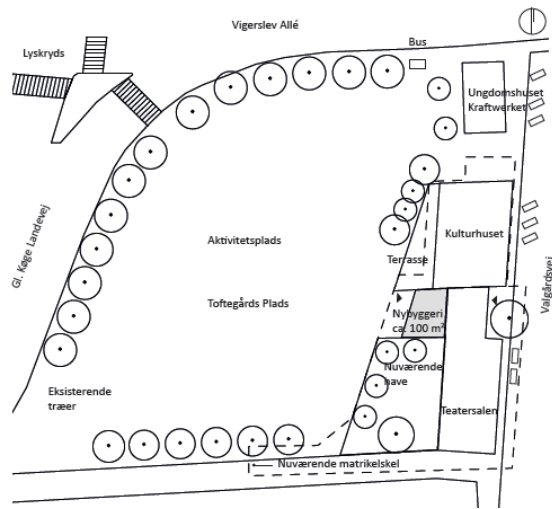 Vigerslev Allé
Lyskryds
Bus
Ungdomshuset
Kraftwerket
Gl. Køge Landevej
Aktivitetsplads
Kulturhuset
Terrasse
Valgårdsvej
Toftegårds Plads
Nybyggeri
ca. 100 m²
Nuværende
have
Eksisterende
træer
Teatersalen
Nuværende matrikelskel